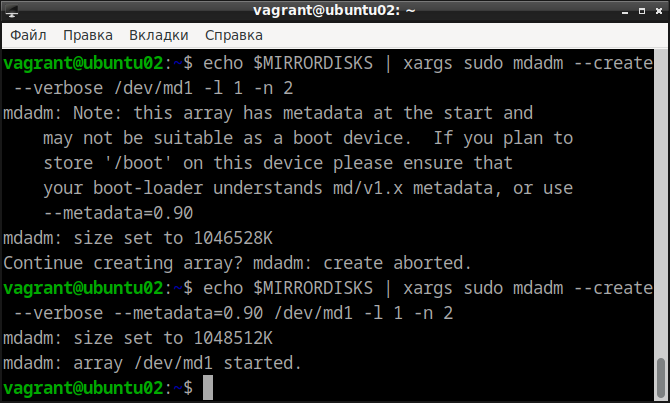 vagrant@ubuntu02: ~
Файл Правка Вкладки Справка
vagrant@ubuntu02:~$ echo $MIRRORDISKS | xargs sudo mdadm --create
 --verbose /dev/md1 -l 1 -n 2
mdadm: Note: this array has metadata at the start and
    may not be suitable as a boot device.  If you plan to
    store '/boot' on this device please ensure that
    your boot-loader understands md/v1.x metadata, or use
    --metadata=0.90
mdadm: size set to 1046528K
Continue creating array? mdadm: create aborted.
vagrant@ubuntu02:~$ echo $MIRRORDISKS | xargs sudo mdadm --create
 --verbose --metadata=0.90 /dev/md1 -l 1 -n 2
mdadm: size set to 1048512K
mdadm: array /dev/md1 started.
vagrant@ubuntu02:~$